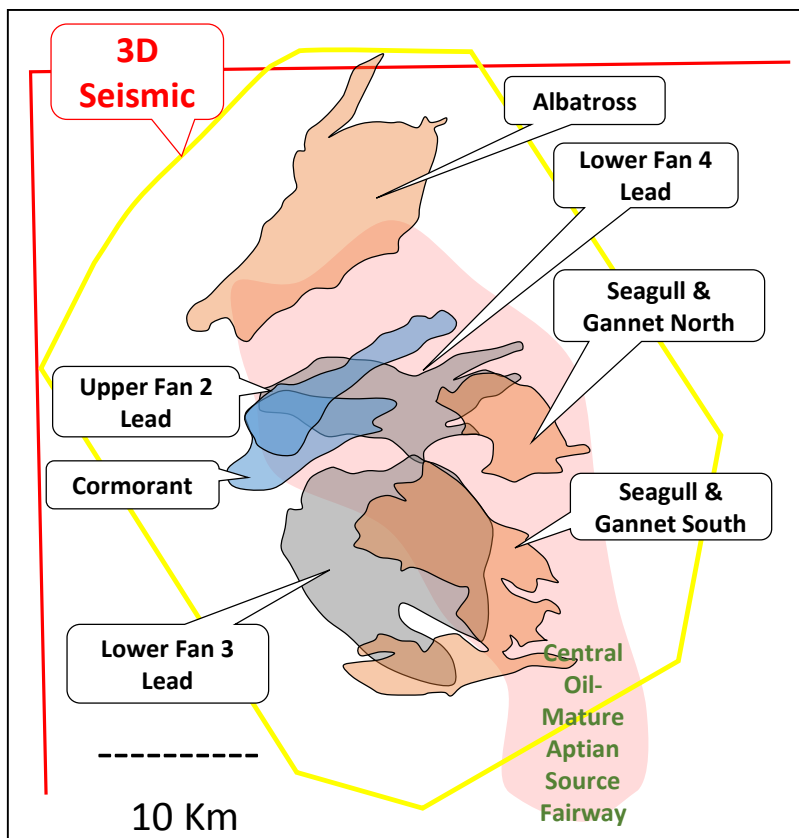 3D
Seismic
Albatross
Lower Fan 4
Lead
Seagull &
Gannet North
Upper Fan 2
Lead
Cormorant
Seagull &
Gannet South
Lower Fan 3
Lead
Central
Oil-
Mature
Aptian
Source
Fairway
10 Km